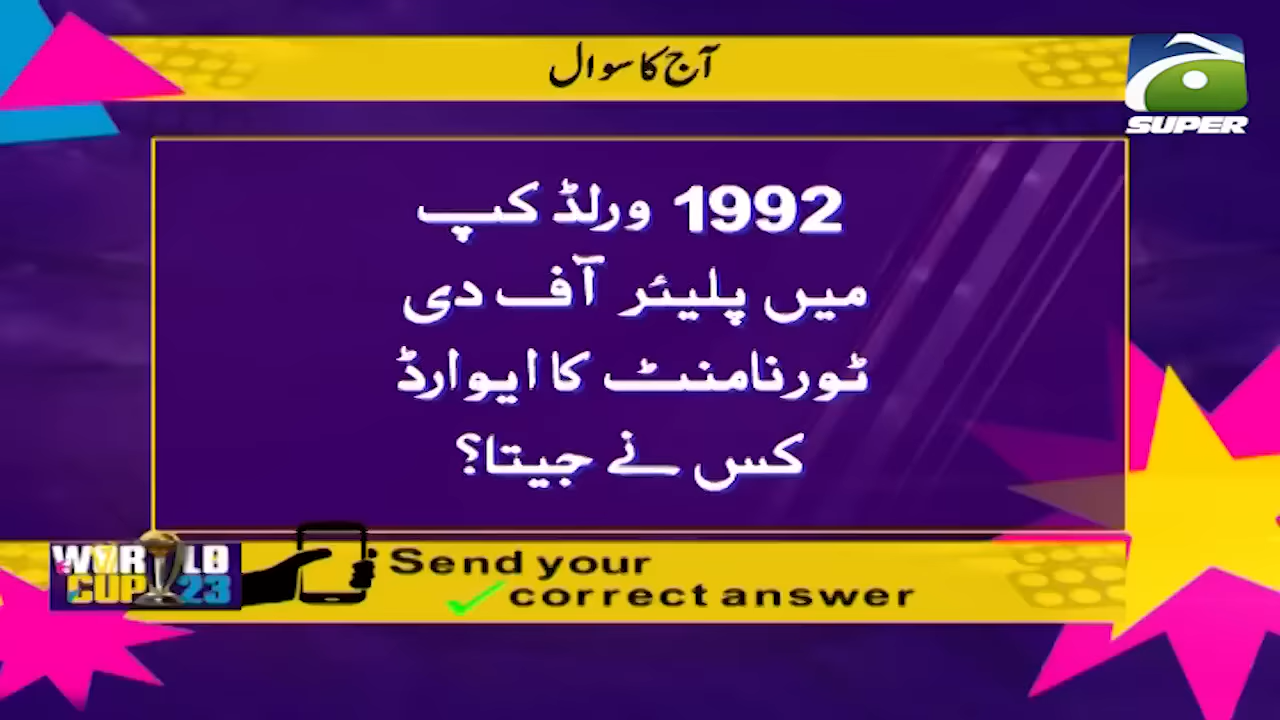 آج کا سوال
SUPER
1992 ورلڈ کپ
میں پلیئر آف دی
ٹورنامنٹ کا ایوارڈ
کس نے جیتا؟
WORLD
CUP 23
Send your
correct answer